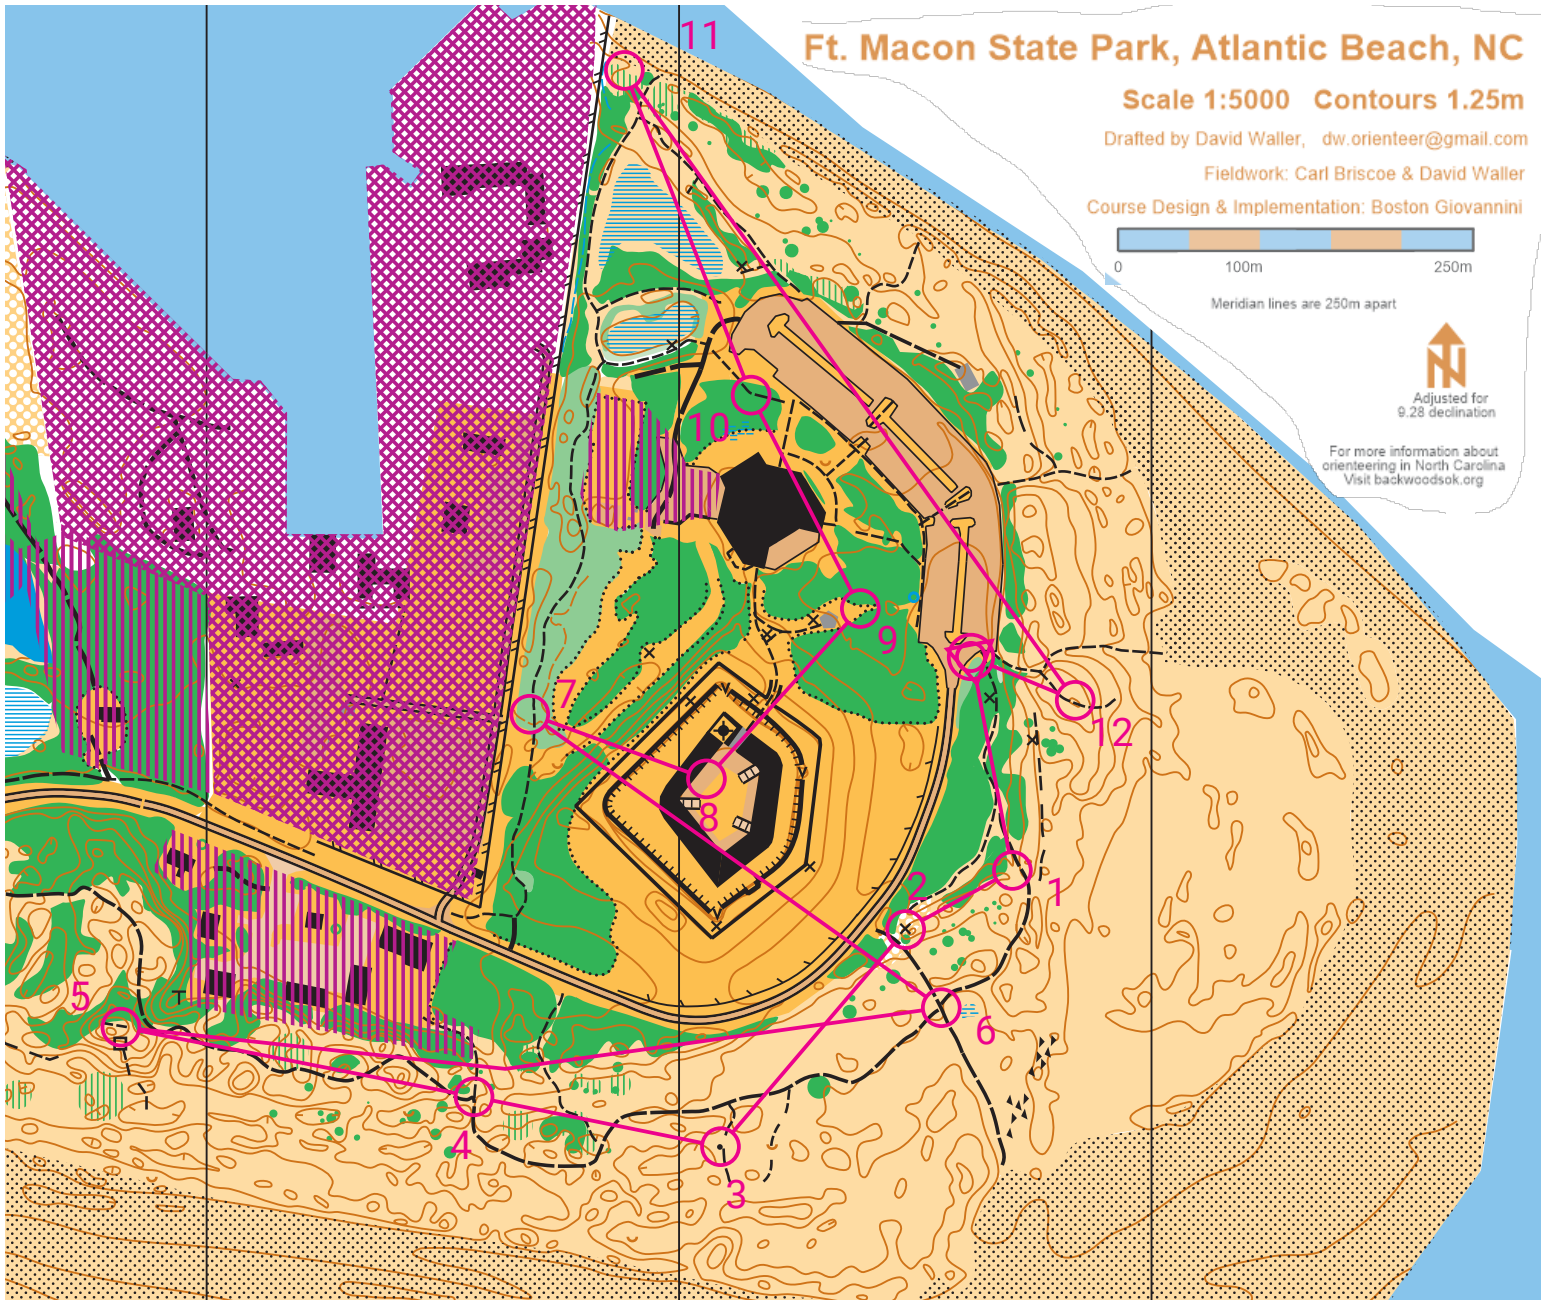 Ft. Macon State Park, Atlantic Beach, NC
Scale 1:5000 Contours 1.25m
Drafted by David Waller, dw.orienteer@gmail.com
Fieldwork: Carl Briscoe & David Waller
Course Design & Implementation: Boston Giovannini
0 100m 250m
Meridian lines are 250m apart
N
Adjusted for
9.28 declination
For more information about
orienteering in North Carolina
Visit backwoodsok.org
11
10
9
7
12
8
2
1
5
6
4
3